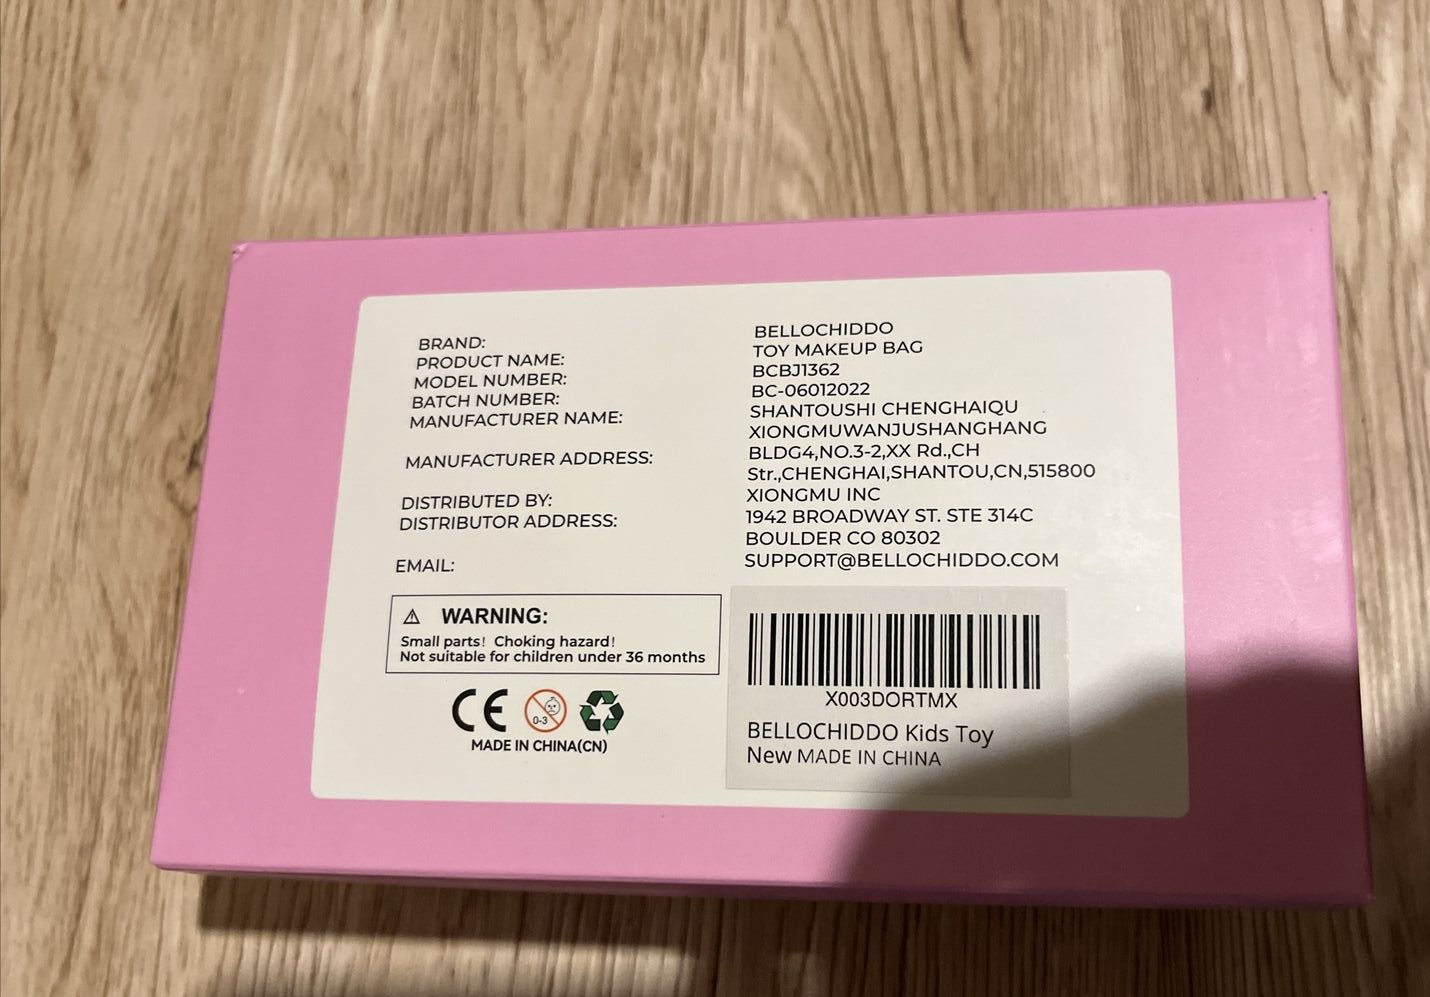 BRAND: BELLOCHIDDO
PRODUCT NAME: TOY MAKEUP BAG
MODEL NUMBER: BCBJ1362
BATCH NUMBER: BC-06012022
MANUFACTURER NAME: SHANTOUSHI CHENGHAIQU
XIONGMUWANJUSHANGHANG
MANUFACTURER ADDRESS: BLDG4,NO.3-2,XX Rd.,CH
Str.,CHENGHAI,SHANTOU,CN,515800
DISTRIBUTED BY: XIONGMU INC
DISTRIBUTOR ADDRESS: 1942 BROADWAY ST. STE 314C
BOULDER CO 80302
EMAIL: SUPPORT@BELLOCHIDDO.COM
⚠ WARNING:
Small parts! Choking hazard!
Not suitable for children under 36 months
CE 0-3
MADE IN CHINA(CN)
X003DORTMX
BELLOCHIDDO Kids Toy
New MADE IN CHINA